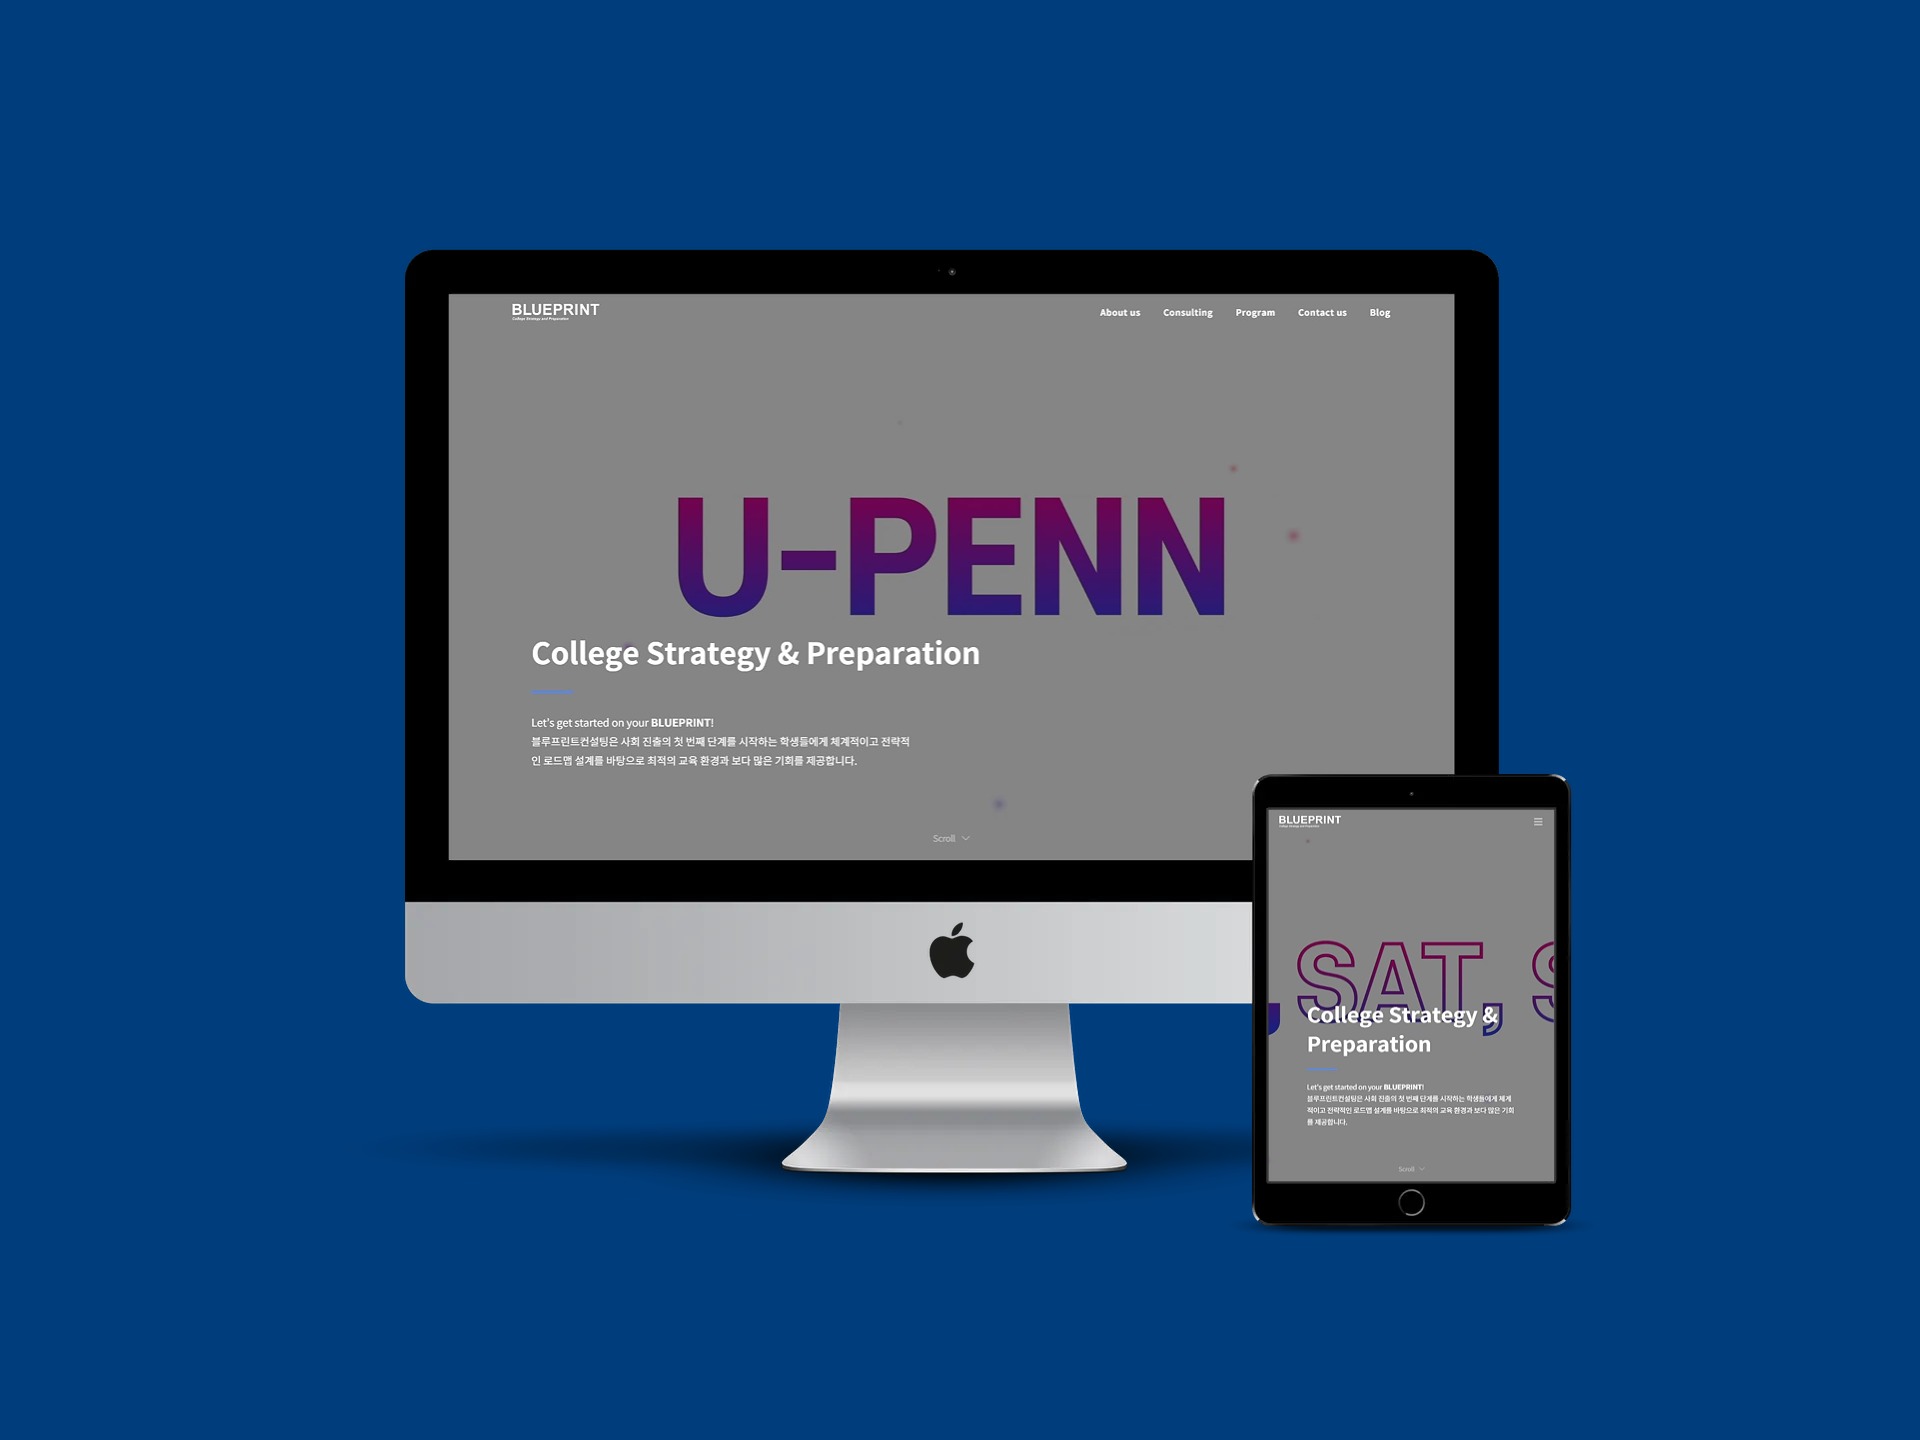 BLUEPRINT
College Strategy and Preparation
About us Consulting Program Contact us Blog
U-PENN
College Strategy & Preparation
Let's get started on your BLUEPRINT!
블루프린트컨설팅은 사회 진출의 첫 번째 단계를 시작하는 학생들에게 체계적이고 전략적
인 로드맵 설계를 바탕으로 최적의 교육 환경과 보다 많은 기회를 제공합니다.
Scroll
BLUEPRINT
College Strategy and Preparation
, SAT, S
College Strategy &
Preparation
Let's get started on your BLUEPRINT!
블루프린트컨설팅은 사회 진출의 첫 번째 단계를 시작하는 학생들에게 체계
적이고 전략적인 로드맵 설계를 바탕으로 최적의 교육 환경과 보다 많은 기회
를 제공합니다.
Scroll